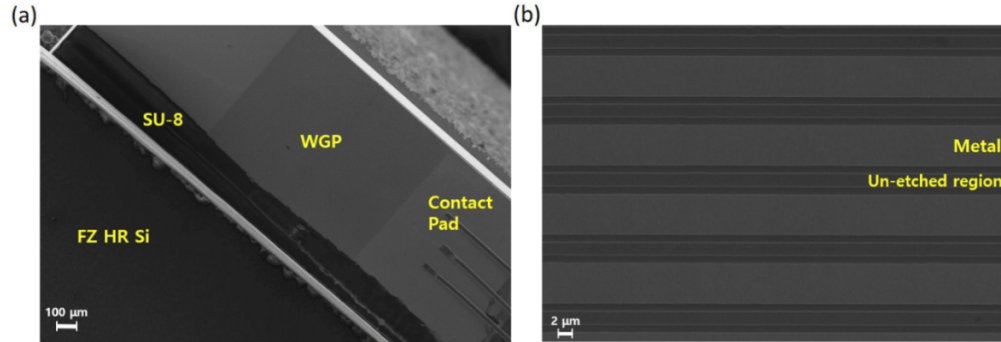 (a)
SU-8
WGP
Contact
Pad
FZ HR Si
100 μm
(b)
Metal
Un-etched region
2 μm